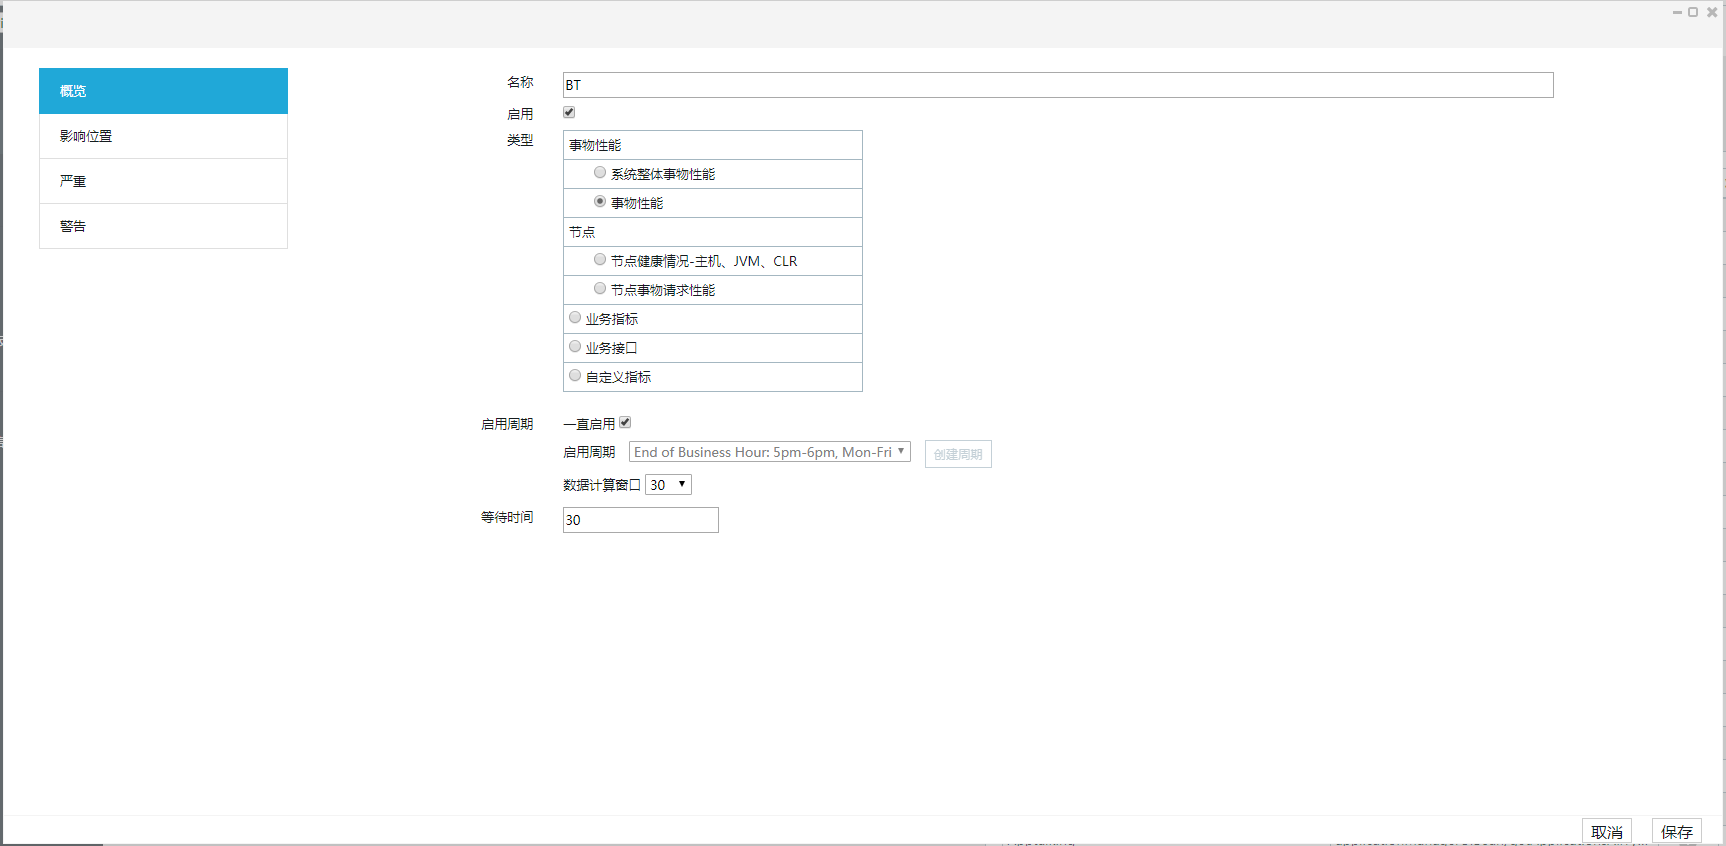 概览
影响位置
严重
警告
名称 BT
启用
类型 事物性能
系统整体事物性能
事物性能
节点
节点健康情况-主机、JVM、CLR
节点事物请求性能
业务指标
业务接口
自定义指标
启用周期 一直启用
启用周期 End of Business Hour: 5pm-6pm, Mon-Fri 创建周期
数据计算窗口 30
等待时间 30
取消 保存